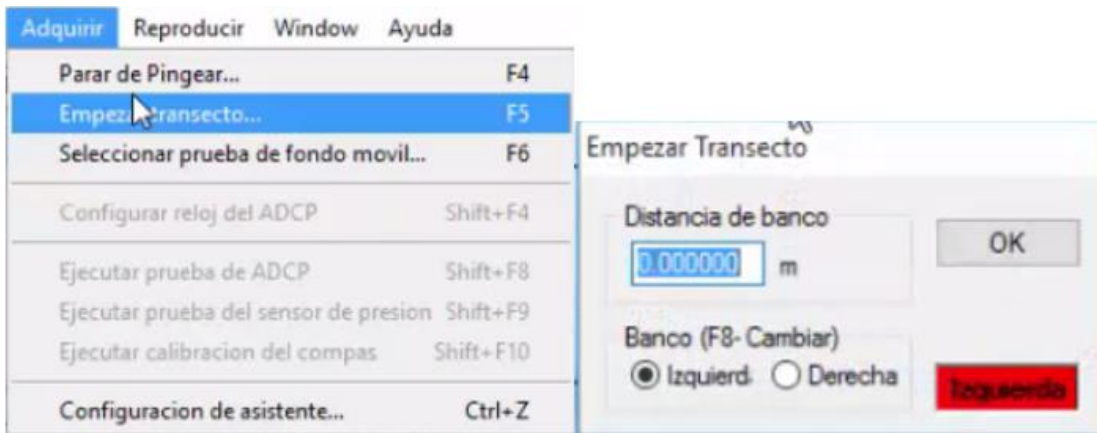 Adquirir Reproducir Window Ayuda
Parar de Pingear... F4
Empezar transecto... F5
Seleccionar prueba de fondo movil... F6
Configurar reloj del ADCP Shift+F4
Ejecutar prueba de ADCP Shift+F8
Ejecutar prueba del sensor de presion Shift+F9
Ejecutar calibracion del compas Shift+F10
Configuracion de asistente... Ctrl+Z
Empezar Transecto
Distancia de banco
0.000000 m
OK
Banco (F8- Cambiar)
Izquierd Derecha
Izquierda